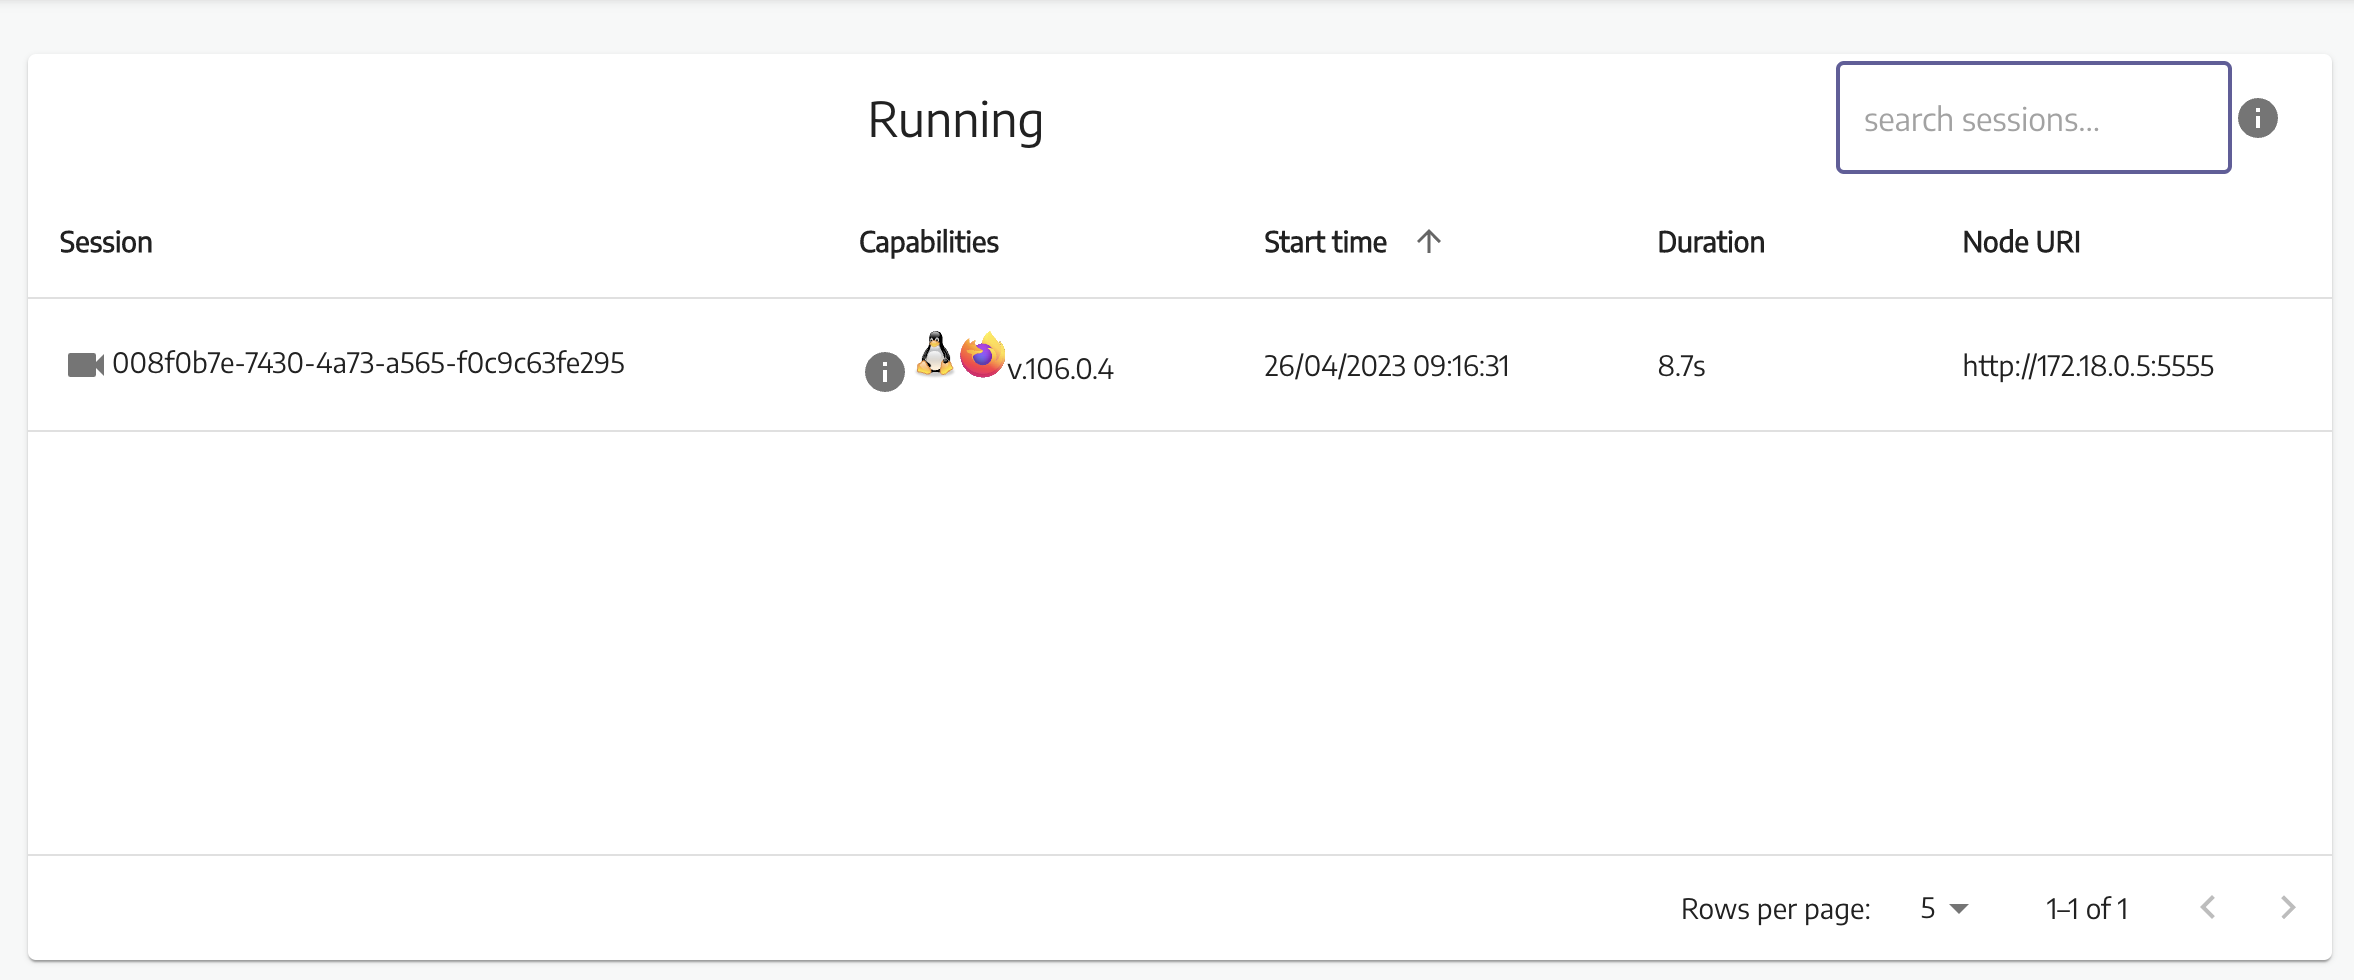 Running
search sessions...
Session Capabilities Start time Duration Node URI
008f0b7e-7430-4a73-a565-f0c9c63fe295 v.106.0.4 26/04/2023 09:16:31 8.7s http://172.18.0.5:5555
Rows per page: 5 1–1 of 1